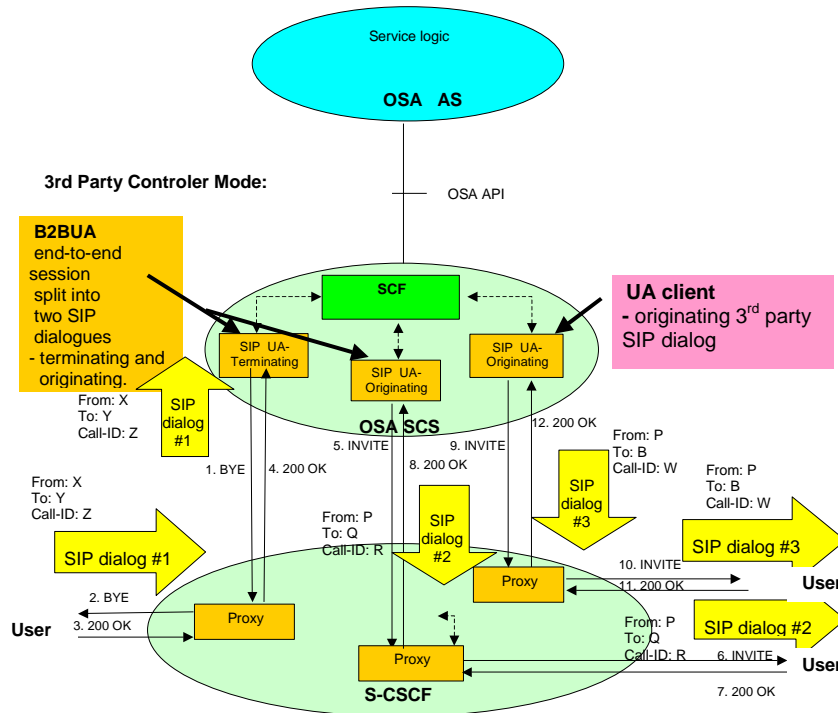 Service logic
OSA AS
3rd Party Controler Mode:
OSA API
B2BUA
end-to-end
session
split into
two SIP
dialogues
- terminating and
originating.
SCF
UA client
- originating 3rd party
SIP dialog
SIP UA-
Terminating
SIP UA-
Originating
SIP UA-
Originating
OSA SCS
From: X
To: Y
Call-ID: Z
SIP
dialog
#1
1. BYE
4. 200 OK
5. INVITE
8. 200 OK
9. INVITE
12. 200 OK
From: P
To: B
Call-ID: W
From: P
To: B
Call-ID: W
From: X
To: Y
Call-ID: Z
SIP dialog #1
From: P
To: Q
Call-ID: R
SIP
dialog
#2
SIP
dialog
#3
SIP dialog #3
10. INVITE
11. 200 OK
User
Proxy
2. BYE
3. 200 OK
User
Proxy
From: P
To: Q
Call-ID: R
SIP dialog #2
Proxy
6. INVITE
User
7. 200 OK
S-CSCF